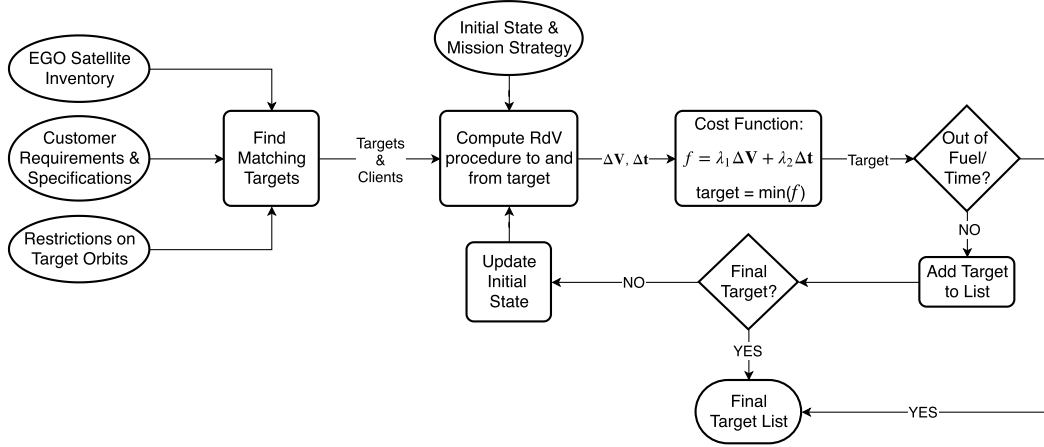 EGO Satellite
Inventory
Customer
Requirements &
Specifications
Restrictions on
Target Orbits
Find
Matching
Targets
Targets
&
Clients
Initial State &
Mission Strategy
Compute RdV
procedure to and
from target
ΔV, Δt
Cost Function:
f = λ₁ΔV + λ₂Δt
target = min(f)
Target
Out of
Fuel/
Time?
NO
Add Target
to List
Final
Target?
NO
Update
Initial
State
YES
Final
Target List
YES